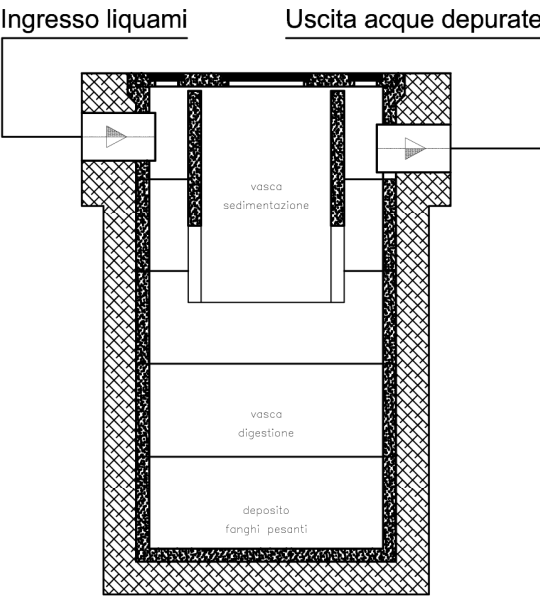 Ingresso liquami
Uscita acque depurate
vasca
sedimentazione
vasca
digestione
deposito
fanghi pesanti